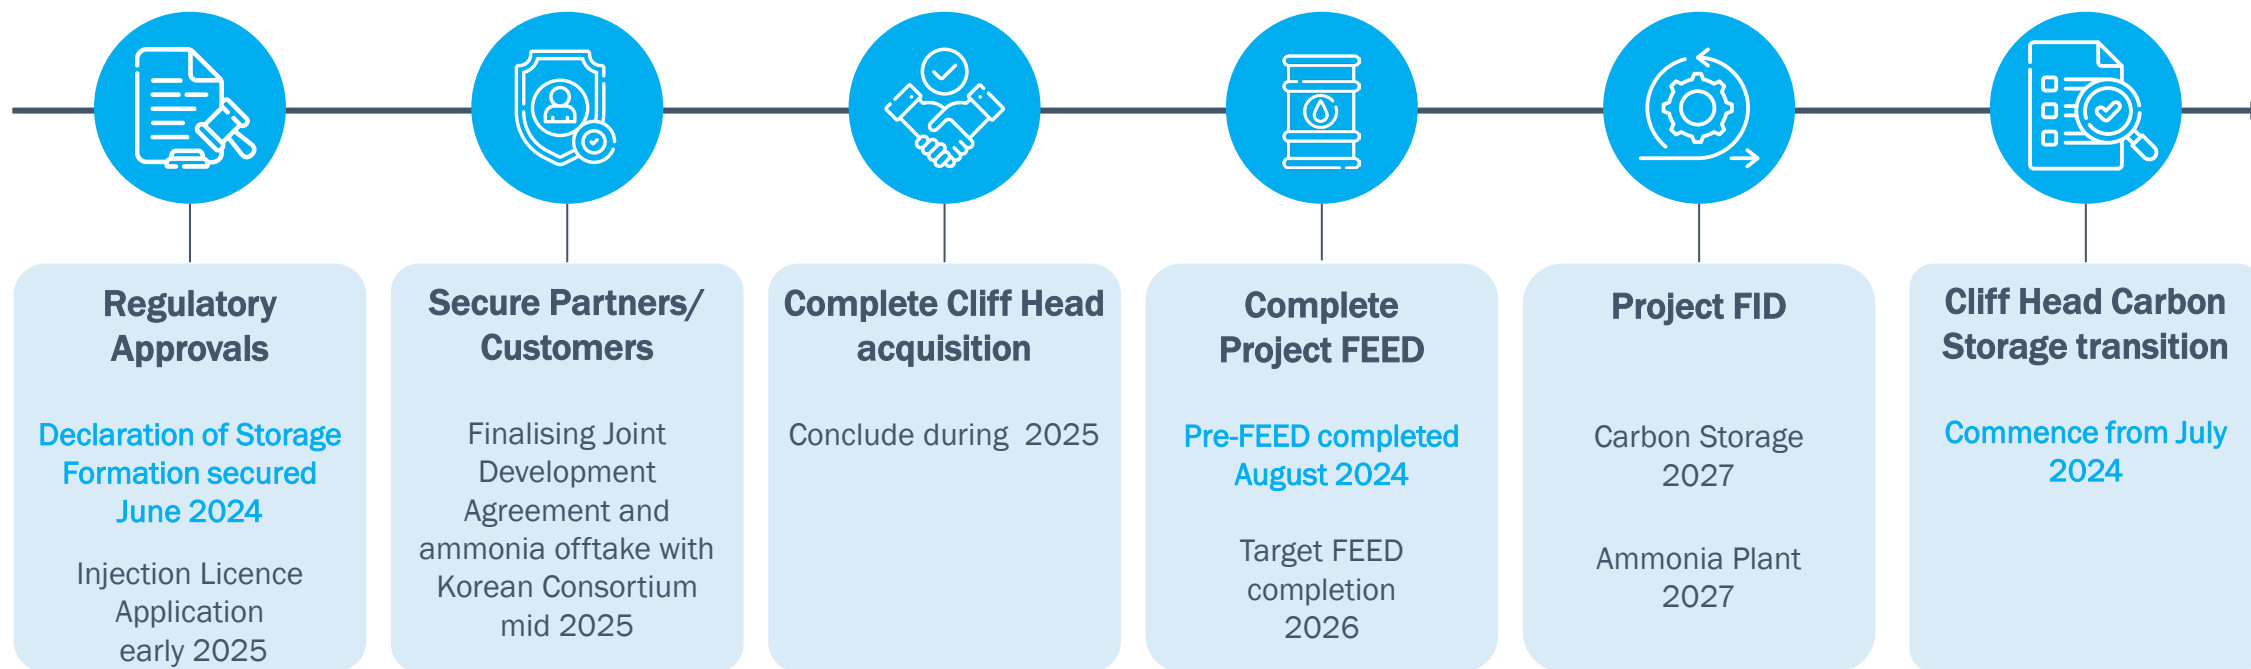 Regulatory
Approvals
Declaration of Storage
Formation secured
June 2024
Injection Licence
Application
early 2025
Secure Partners/
Customers
Finalising Joint
Development
Agreement and
ammonia offtake with
Korean Consortium
mid 2025
Complete Cliff Head
acquisition
Conclude during 2025
Complete
Project FEED
Pre-FEED completed
August 2024
Target FEED
completion
2026
Project FID
Carbon Storage
2027
Ammonia Plant
2027
Cliff Head Carbon
Storage transition
Commence from July
2024